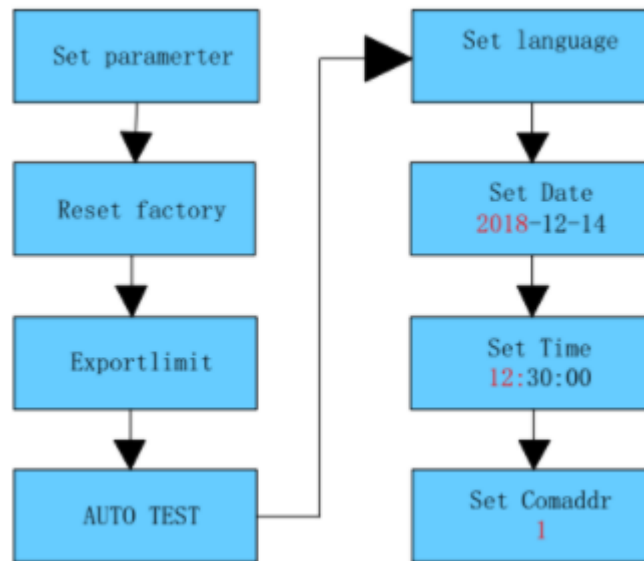 Set paramerter
Reset factory
Exportlimit
AUTO TEST
Set language
Set Date
2018-12-14
Set Time
12:30:00
Set Comaddr
1